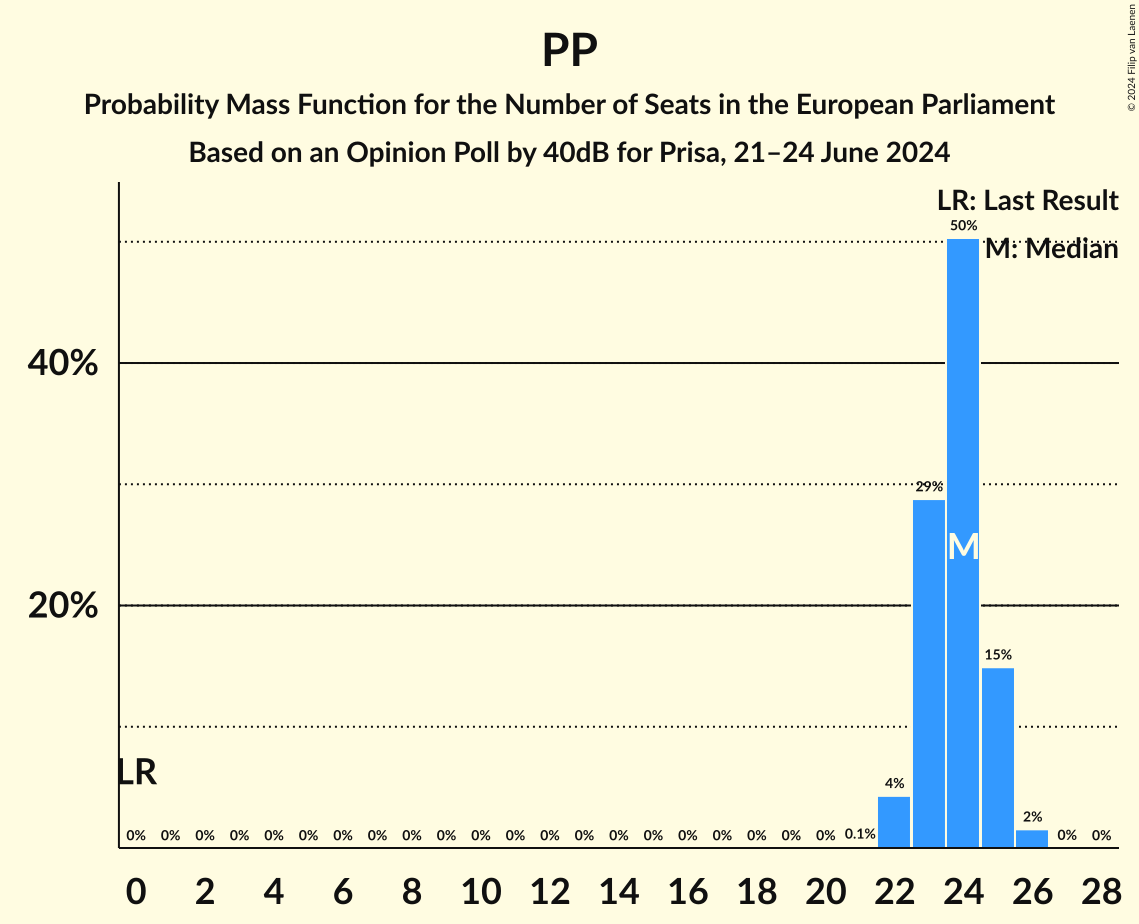 PP
Probability Mass Function for the Number of Seats in the European Parliament
Based on an Opinion Poll by 40dB for Prisa, 21–24 June 2024
© 2024 Filip van Laenen
LR: Last Result
M: Median
50%
40%
29%
M
20%
15%
LR
4%
2%
0% 0% 0% 0% 0% 0% 0% 0% 0% 0% 0% 0% 0% 0% 0% 0% 0% 0% 0% 0% 0% 0.1% 0% 0%
0 2 4 6 8 10 12 14 16 18 20 22 24 26 28